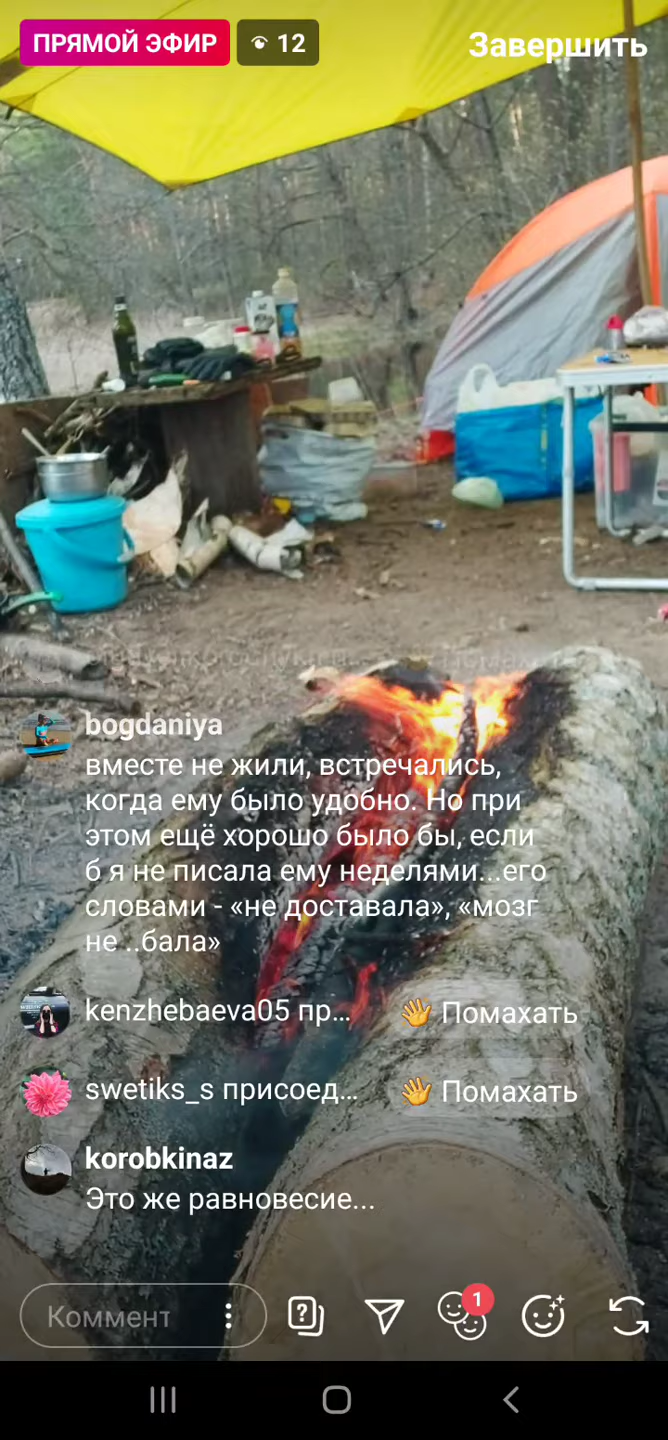 ПРЯМОЙ ЭФИР
12
Завершить
bogdaniya
вместе не жили, встречались,
когда ему было удобно. Но при
этом ещё хорошо было бы, если
б я не писала ему неделями...его
словами - «не доставала», «мозг
не ..бала»
kenzhebaeva05 пр...
Помахать
swetiks_s присоед...
Помахать
korobkinaz
Это же равновесие...
Коммент
1